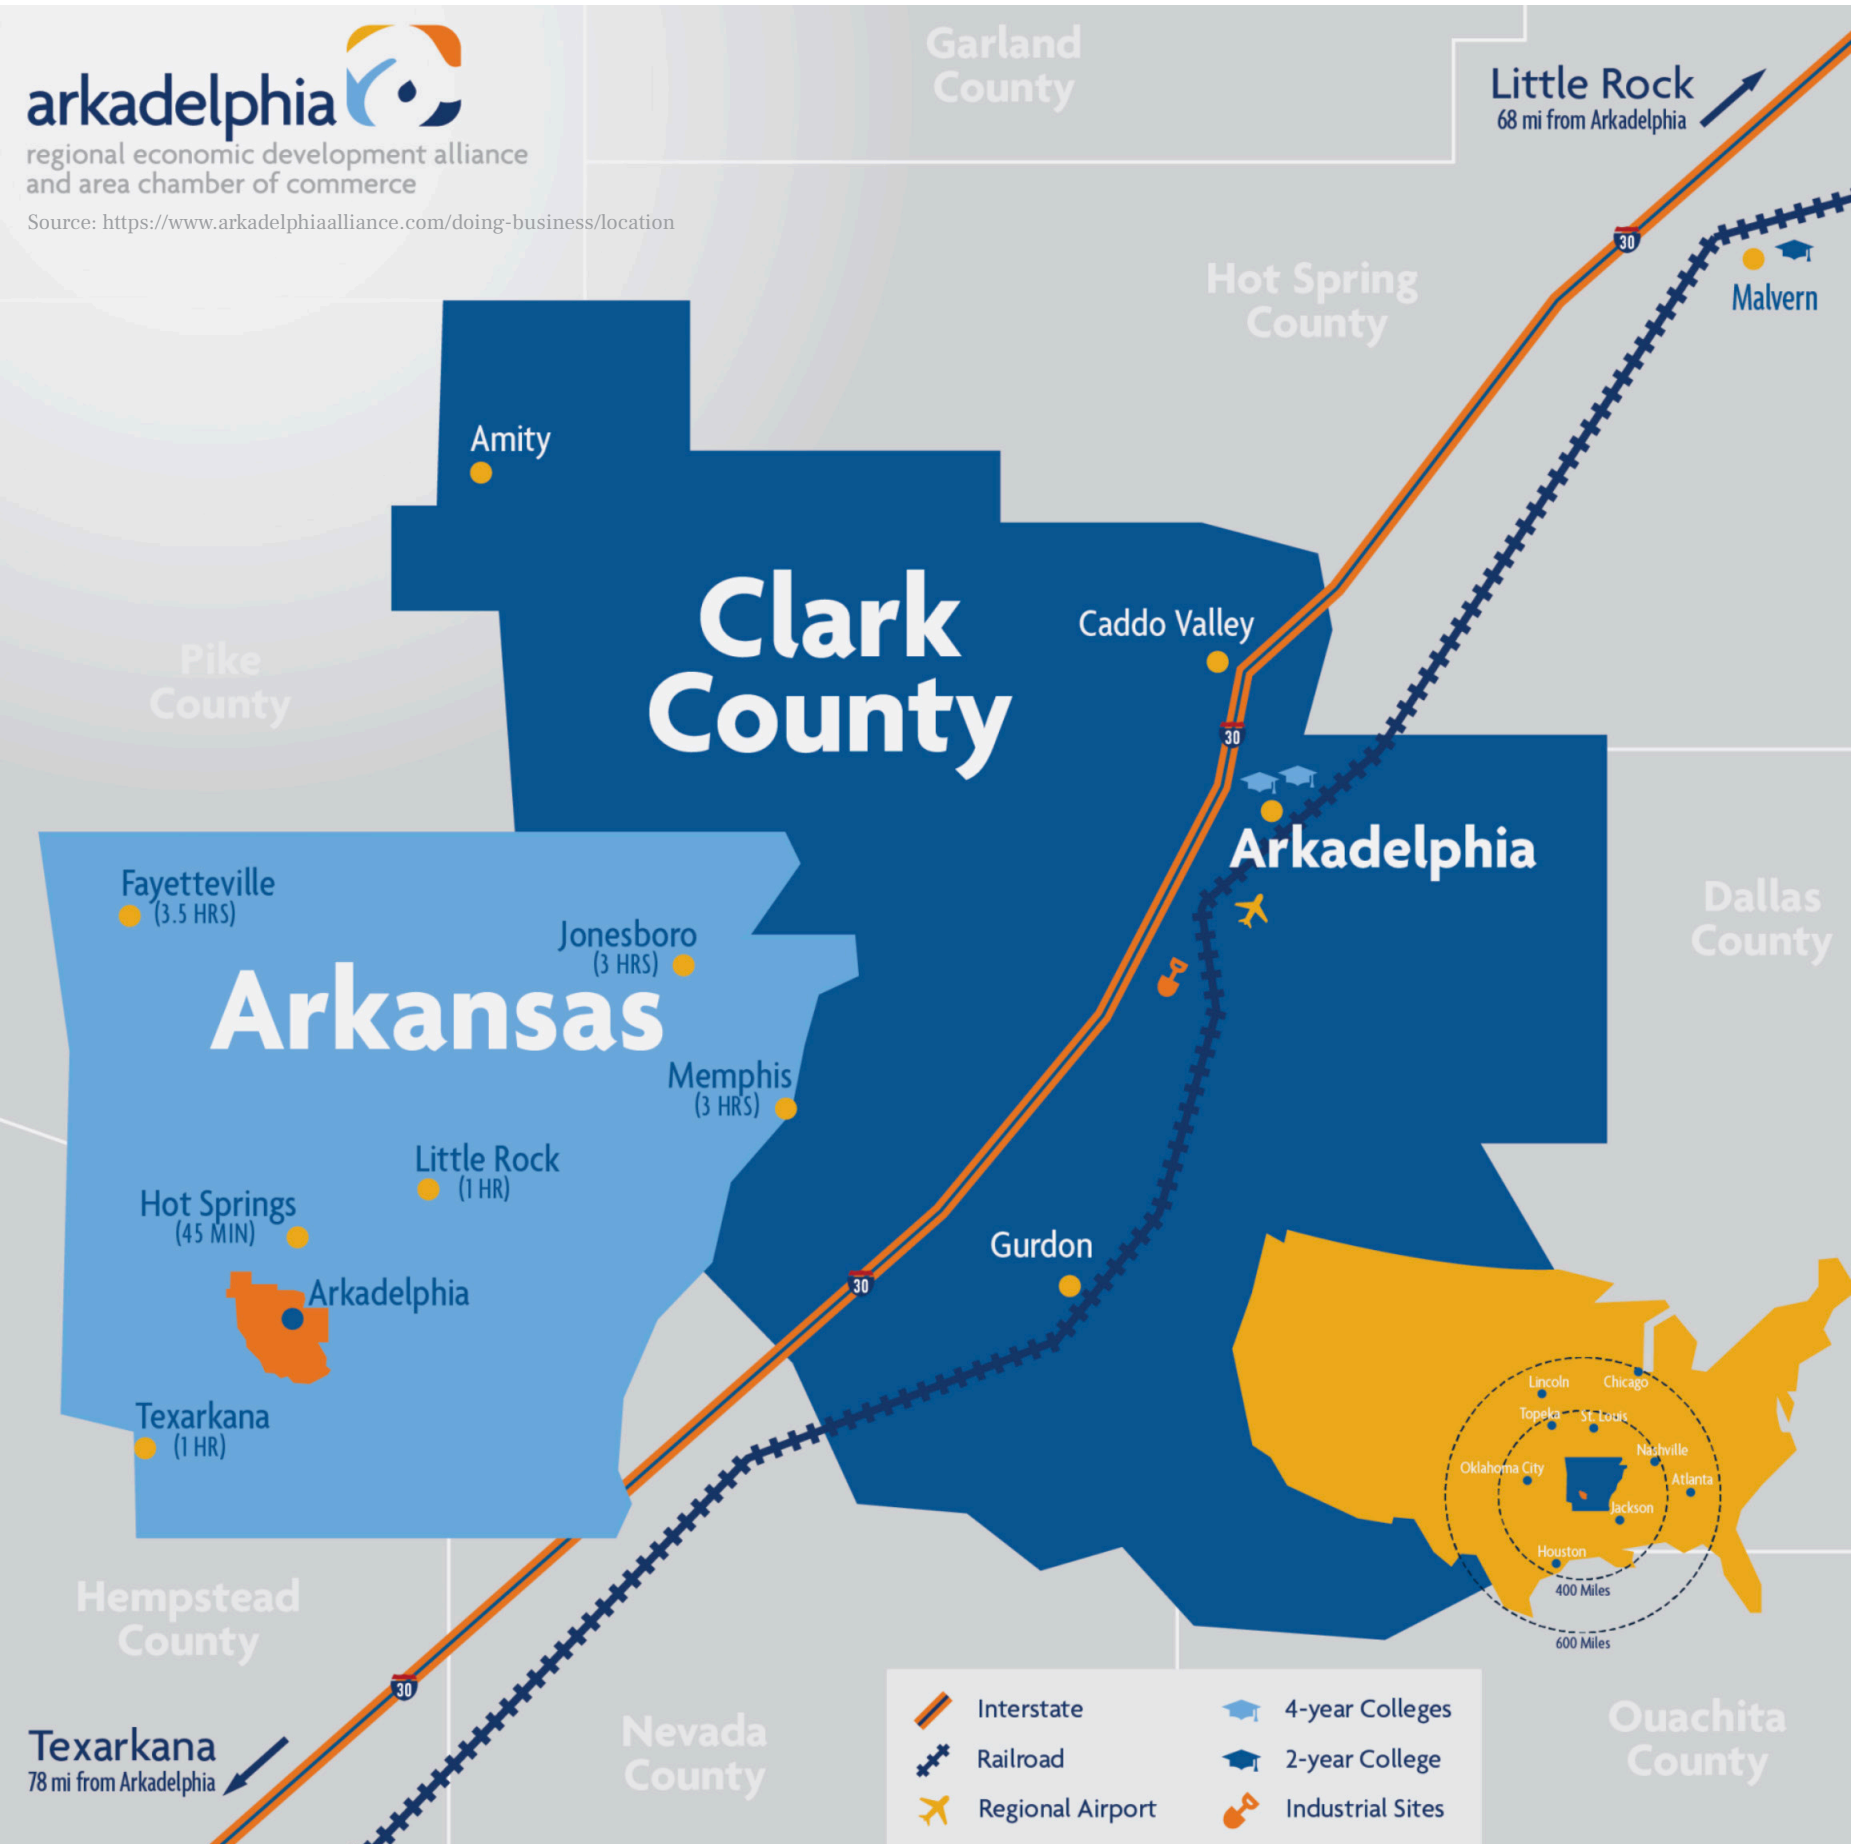 arkadelphia
regional economic development alliance
and area chamber of commerce
Source: https://www.arkadelphiaalliance.com/doing-business/location
Garland
County
Little Rock
68 mi from Arkadelphia
30
Hot Spring
County
Malvern
Amity
Clark
County
Caddo Valley
Pike
County
30
Arkadelphia
Dallas
County
Fayetteville
(3.5 HRS)
Jonesboro
(3 HRS)
Arkansas
Memphis
(3 HRS)
Little Rock
(1 HR)
Hot Springs
(45 MIN)
Arkadelphia
Texarkana
(1 HR)
Gurdon
30
Lincoln
Chicago
Topeka
St. Louis
Nashville
Oklahoma City
Atlanta
Jackson
Houston
400 Miles
600 Miles
Hempstead
County
30
Texarkana
78 mi from Arkadelphia
Nevada
County
Ouachita
County
Interstate
Railroad
Regional Airport
4-year Colleges
2-year College
Industrial Sites